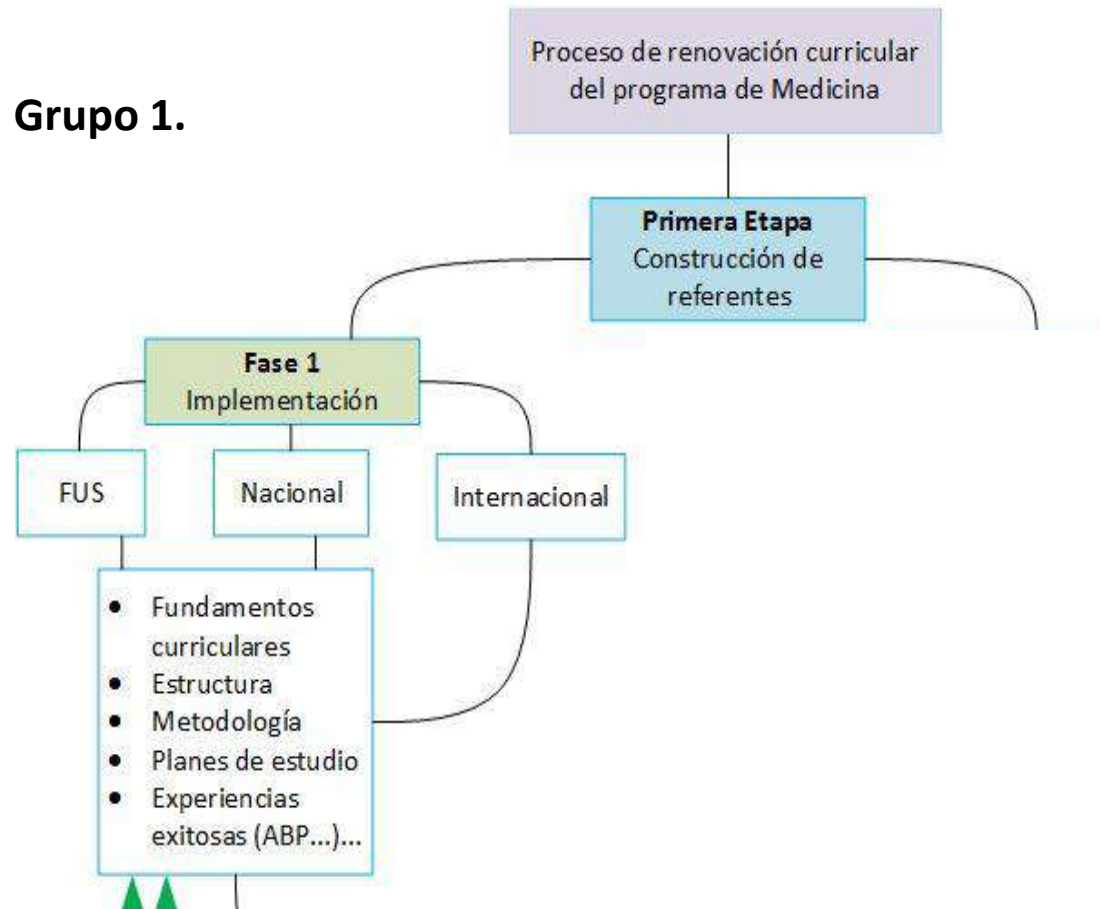 Proceso de renovación curricular
del programa de Medicina
Grupo 1.
Primera Etapa
Construcción de
referentes
Fase 1
Implementación
FUS
Nacional
Internacional
• Fundamentos
curriculares
• Estructura
• Metodología
• Planes de estudio
• Experiencias
exitosas (ABP...)...